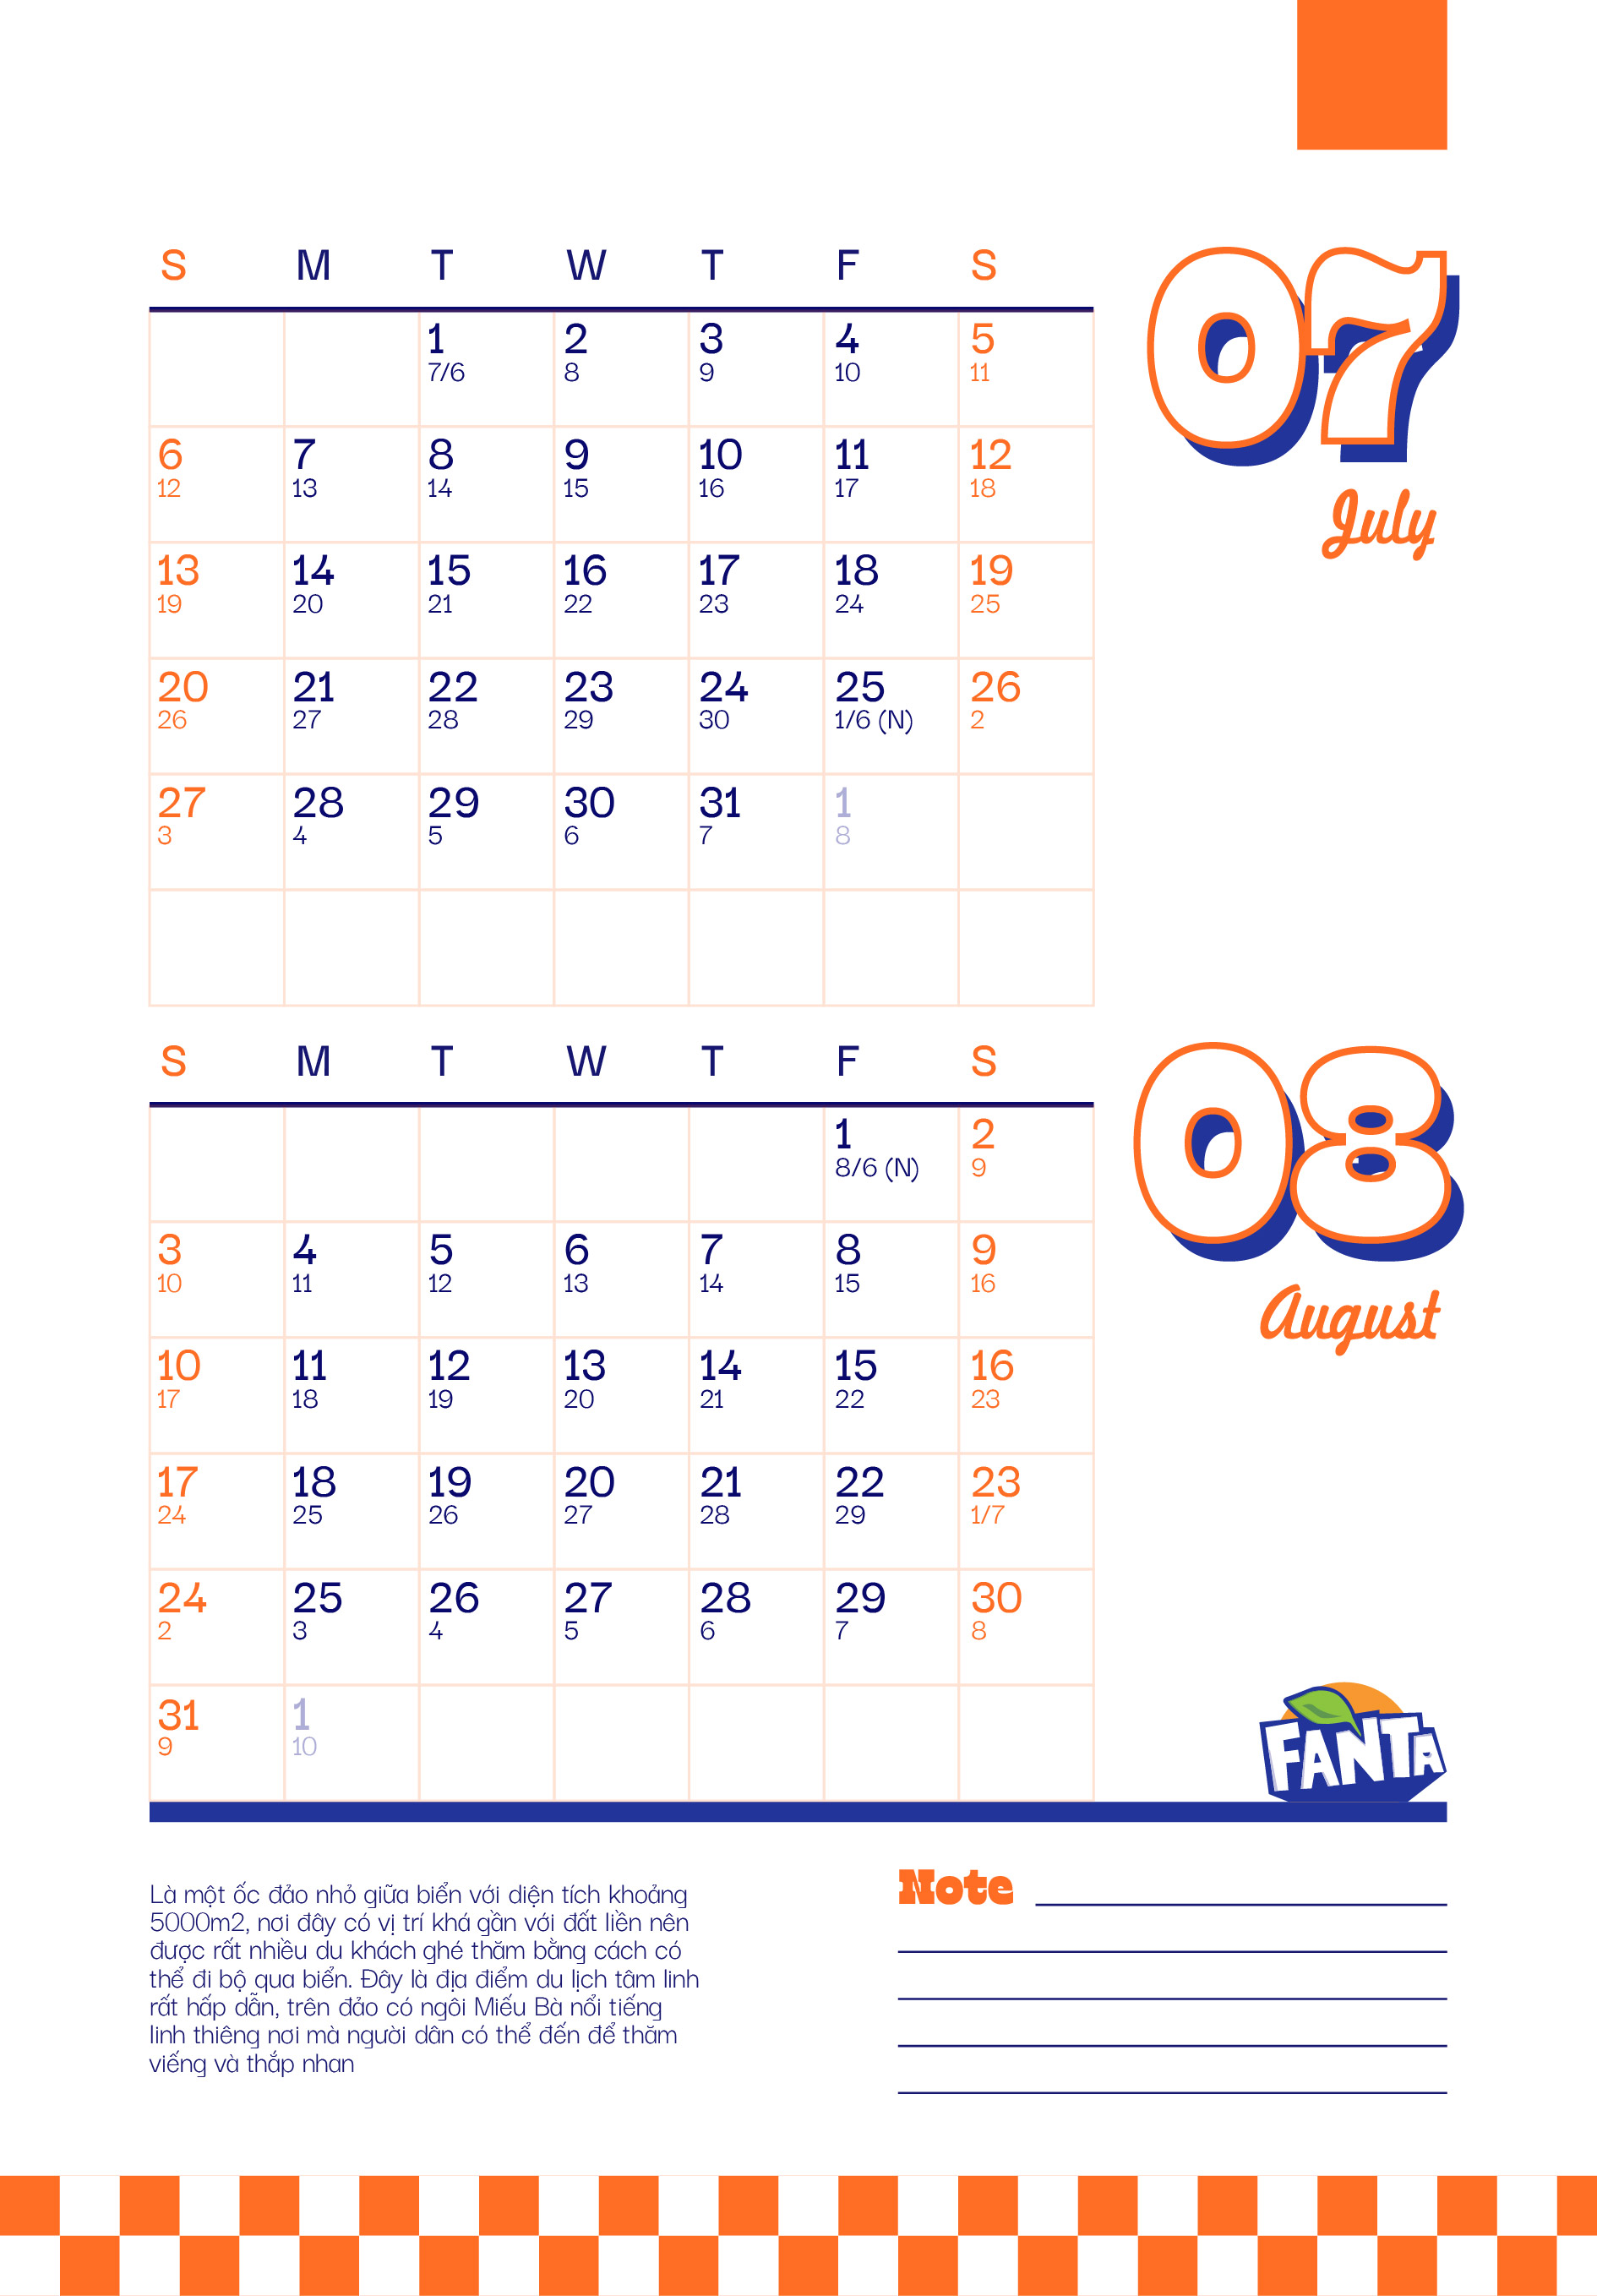 S M T W T F S
1 2 3 4 5
7/6 8 9 10 11
6 7 8 9 10 11 12
12 13 14 15 16 17 18
13 14 15 16 17 18 19
19 20 21 22 23 24 25
20 21 22 23 24 25 26
26 27 28 29 30 1/6 (N) 2
27 28 29 30 31 1
3 4 5 6 7 8
07
July
S M T W T F S
1 2
8/6 (N) 9
3 4 5 6 7 8 9
10 11 12 13 14 15 16
10 11 12 13 14 15 16
17 18 19 20 21 22 23
17 18 19 20 21 22 23
24 25 26 27 28 29 1/7
24 25 26 27 28 29 30
2 3 4 5 6 7 8
31 1
9 10
08
August
FANTA
Là một ốc đảo nhỏ giữa biển với diện tích khoảng
5000m2, nơi đây có vị trí khá gần với đất liền nên
được rất nhiều du khách ghé thăm bằng cách có
thể đi bộ qua biển. Đây là địa điểm du lịch tâm linh
rất hấp dẫn, trên đảo có ngôi Miếu Bà nổi tiếng
linh thiêng nơi mà người dân có thể đến để thăm
viếng và thắp nhan
Note